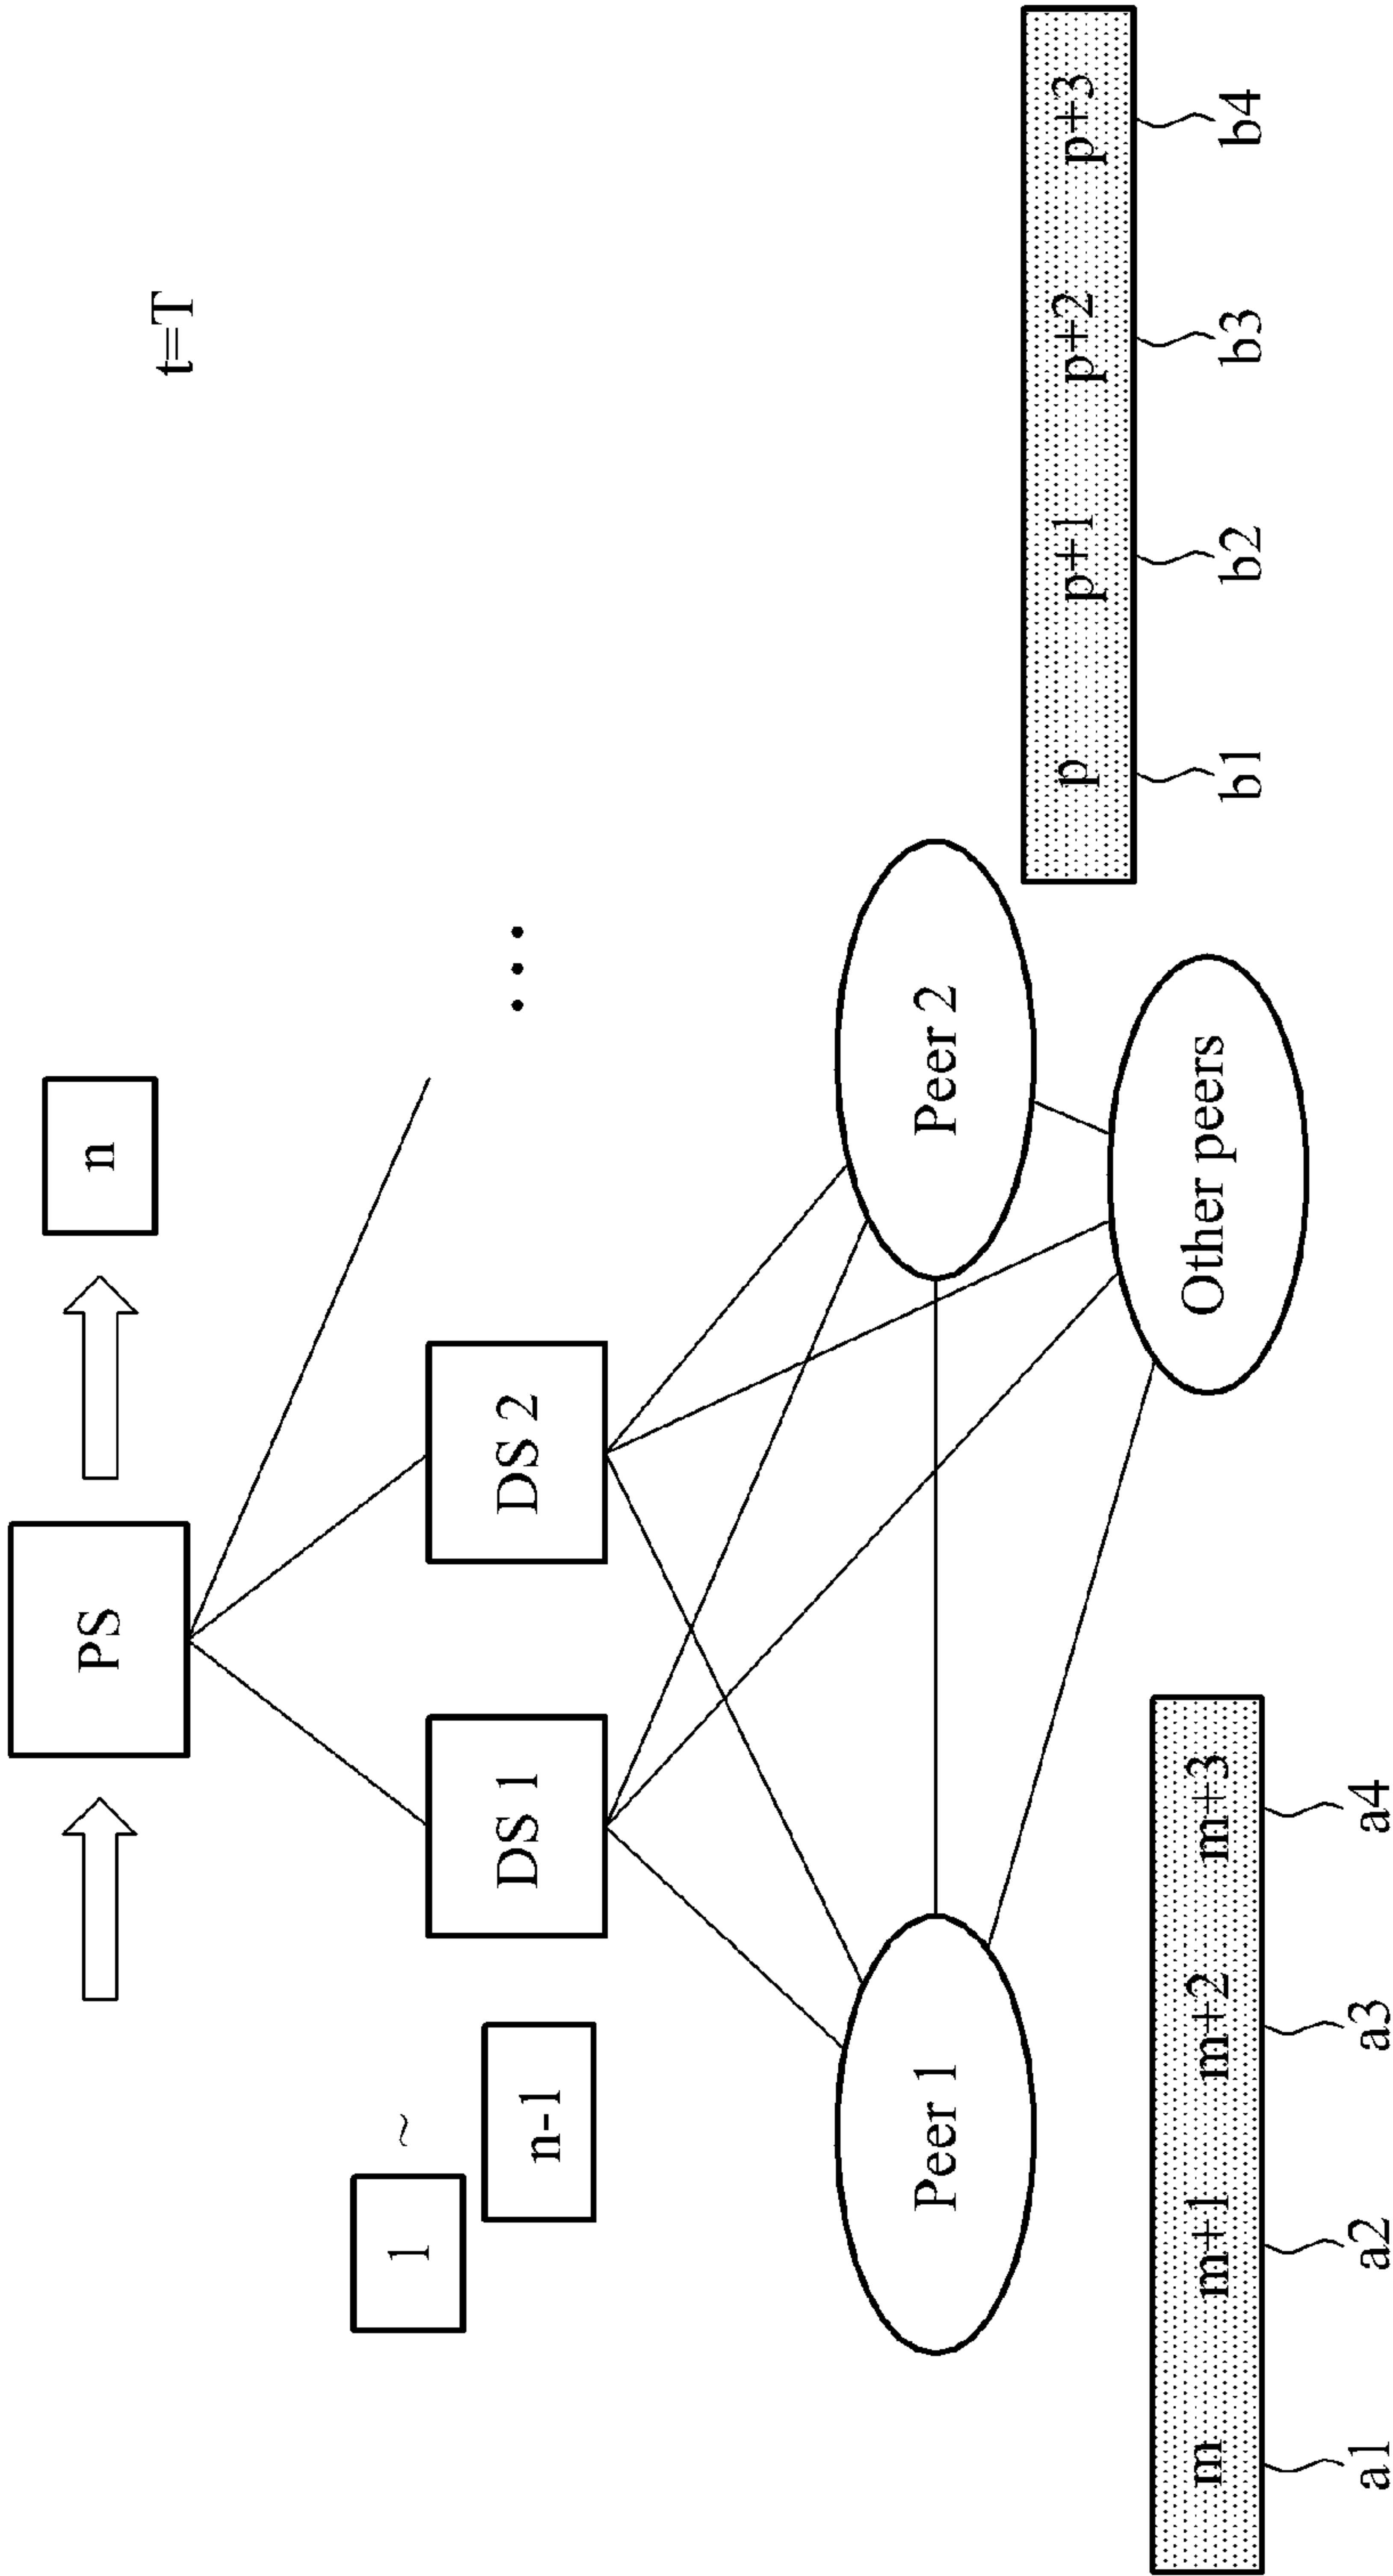 t=T
PS
n
1
~
n-1
DS 1
DS 2
...
Peer 1
Peer 2
Other peers
p p+1 p+2 p+3
b1 b2 b3 b4
m m+1 m+2 m+3
a1 a2 a3 a4